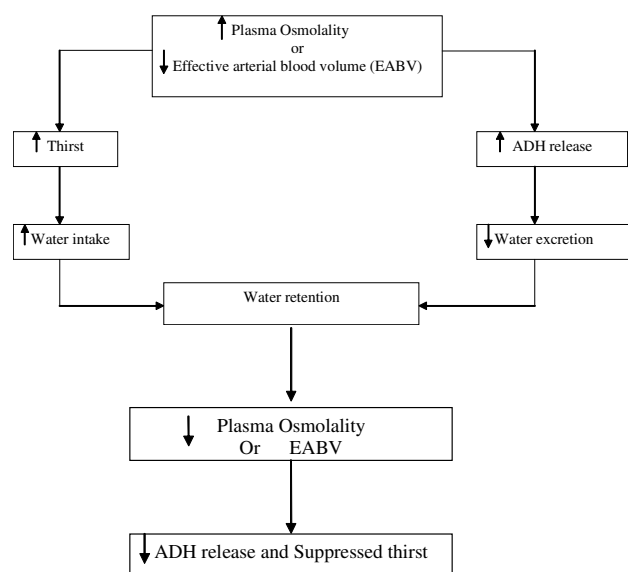 ↑ Plasma Osmolality
or
↓ Effective arterial blood volume (EABV)
↑ Thirst
↑ ADH release
↑ Water intake
↓ Water excretion
Water retention
↓ Plasma Osmolality
Or EABV
↓ ADH release and Suppressed thirst